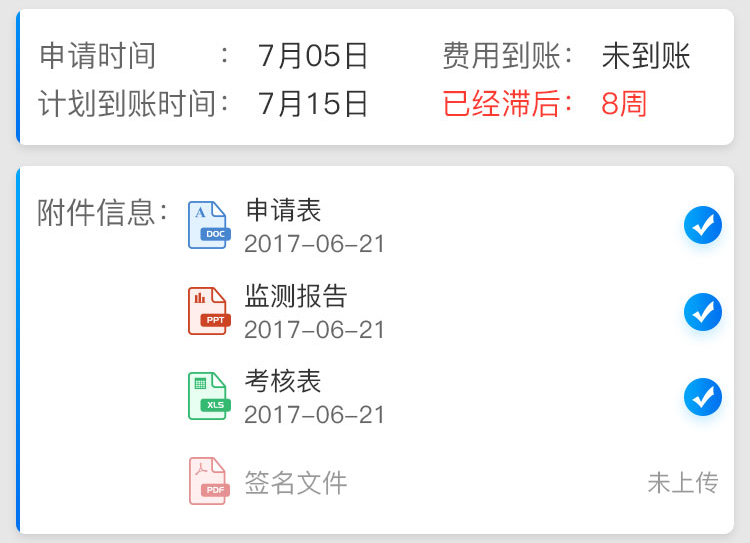 申请时间 : 7月05日 费用到账: 未到账
计划到账时间: 7月15日 已经滞后: 8周
附件信息:
A
DOC
申请表
2017-06-21
PPT
监测报告
2017-06-21
XLS
考核表
2017-06-21
PDF
签名文件 未上传